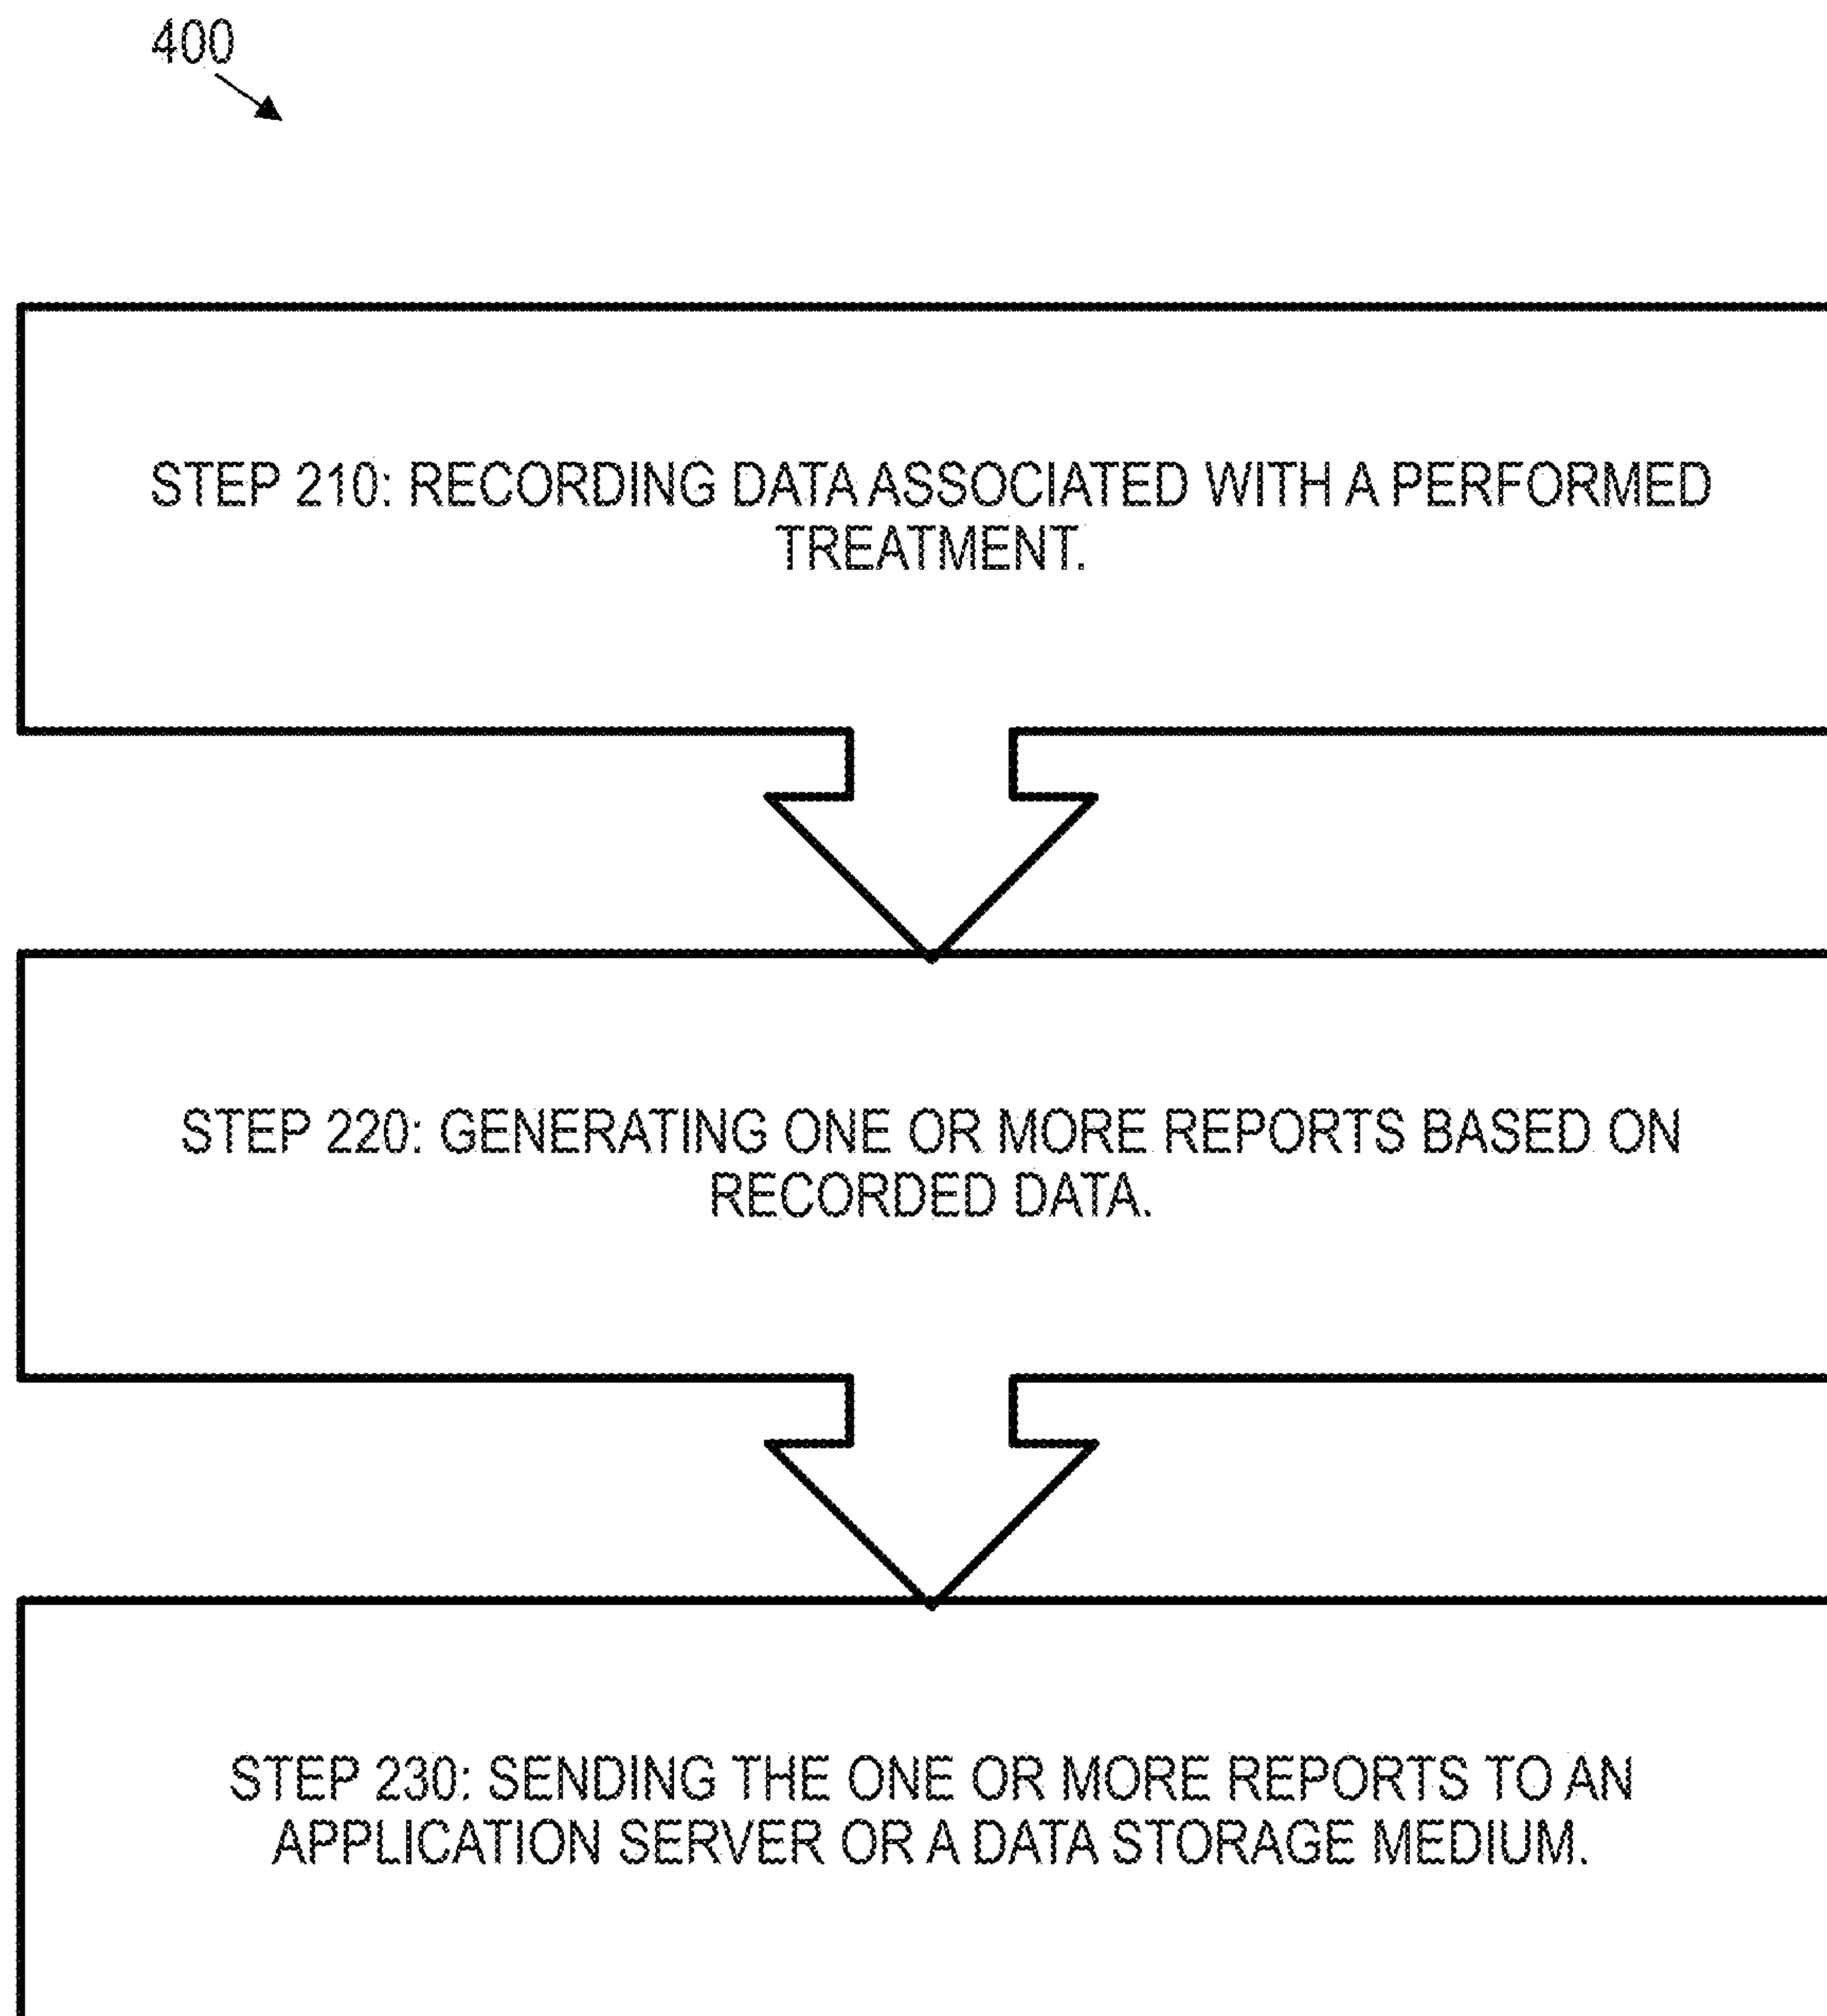 400
STEP 210: RECORDING DATA ASSOCIATED WITH A PERFORMED
TREATMENT.
STEP 220: GENERATING ONE OR MORE REPORTS BASED ON
RECORDED DATA.
STEP 230: SENDING THE ONE OR MORE REPORTS TO AN
APPLICATION SERVER OR A DATA STORAGE MEDIUM.